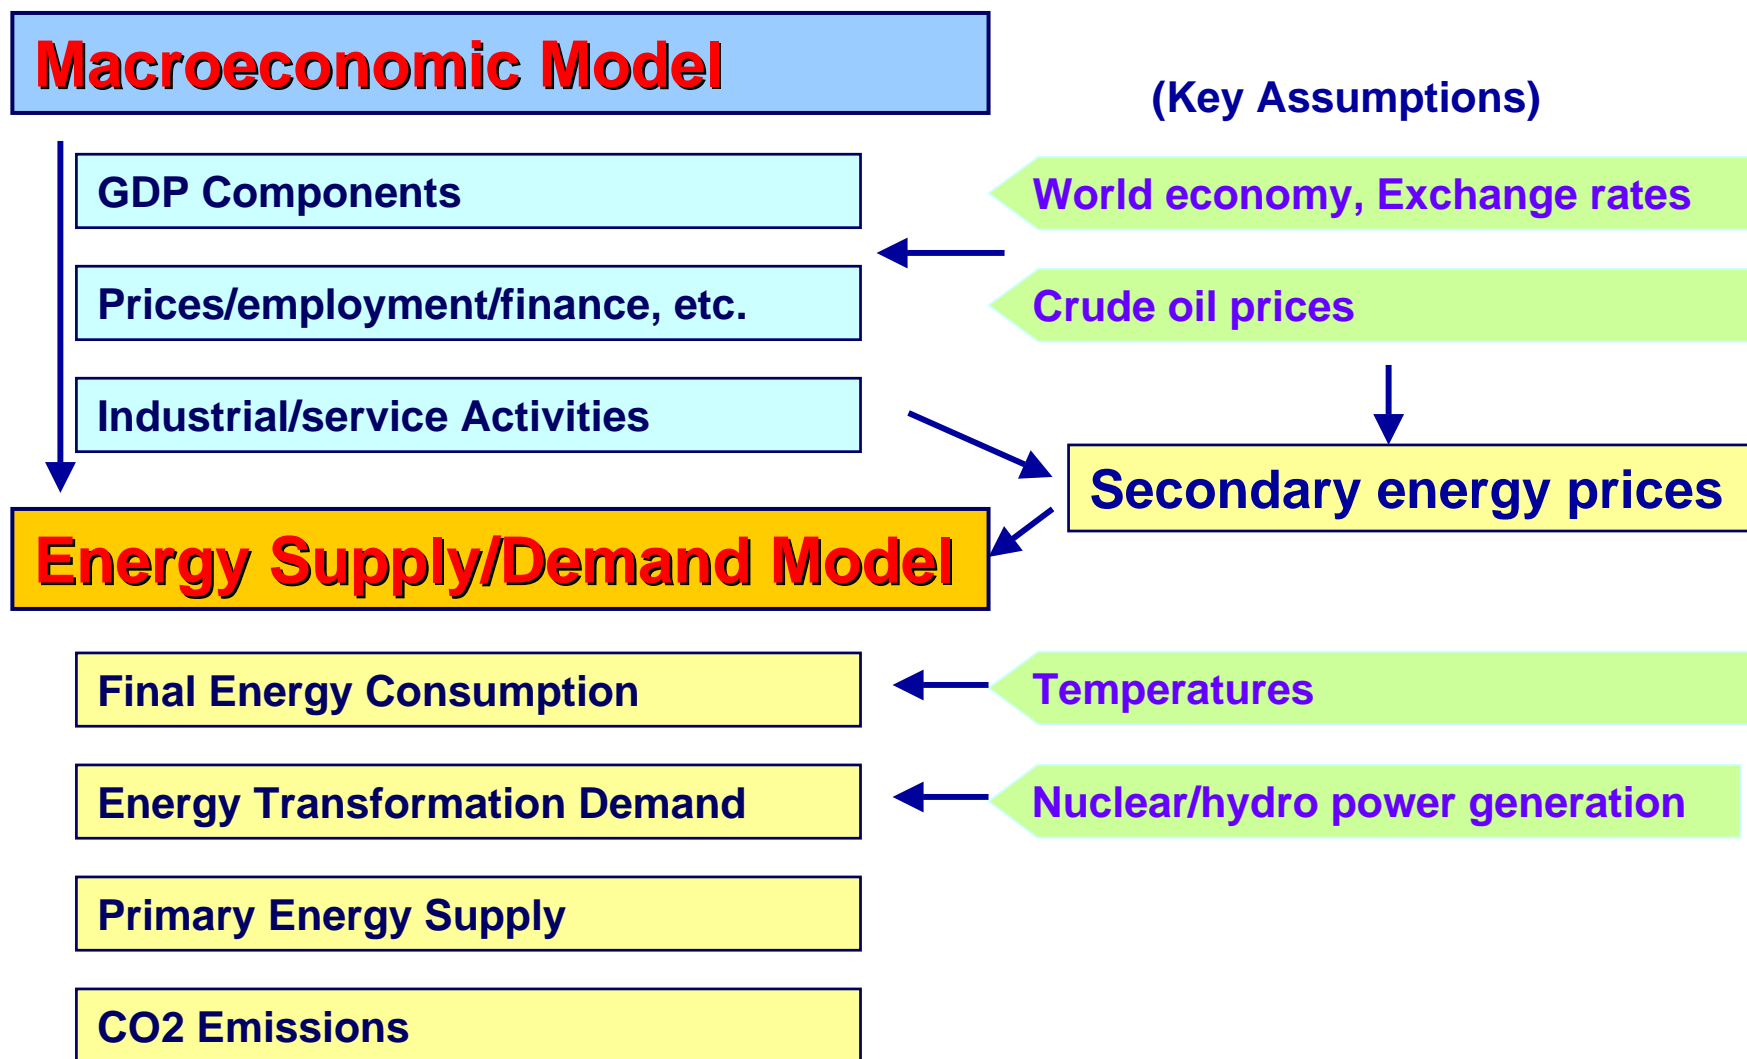 Macroeconomic Model
(Key Assumptions)
GDP Components
World economy, Exchange rates
Prices/employment/finance, etc.
Crude oil prices
Industrial/service Activities
Secondary energy prices
Energy Supply/Demand Model
Final Energy Consumption
Temperatures
Energy Transformation Demand
Nuclear/hydro power generation
Primary Energy Supply
CO2 Emissions